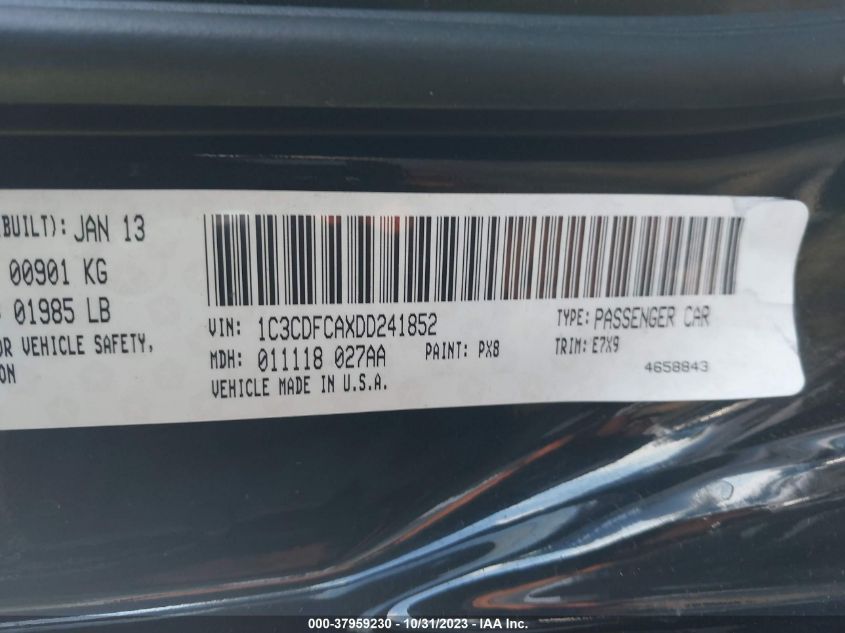 BUILT): JAN 13
00901 KG
01985 LB
OR VEHICLE SAFETY,
ON
VIN: 1C3CDFCAXDD241852 TYPE: PASSENGER CAR
MDH: 011118 027AA PAINT: PX8 TRIM: E7X9
VEHICLE MADE IN U.S.A. 4658843
000-37959230 - 10/31/2023 - IAA Inc.